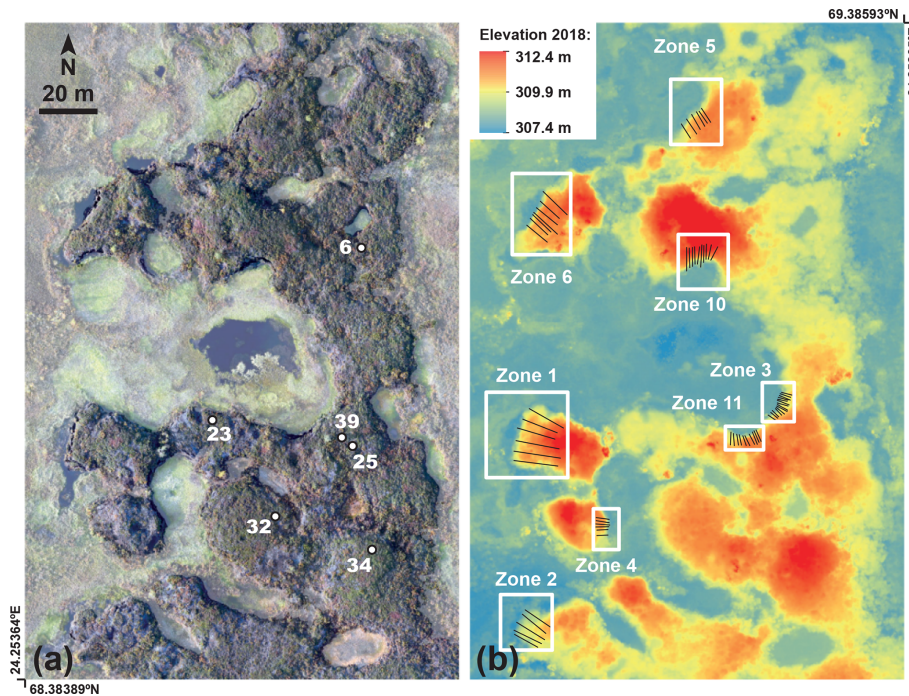 69.38593ºN
Elevation 2018:
312.4 m
309.9 m
307.4 m
N
20 m
Zone 5
6
Zone 6
Zone 10
Zone 1
Zone 3
Zone 11
23
39
25
32
34
Zone 4
Zone 2
24.25364ºE
(a)
(b)
68.38389ºN